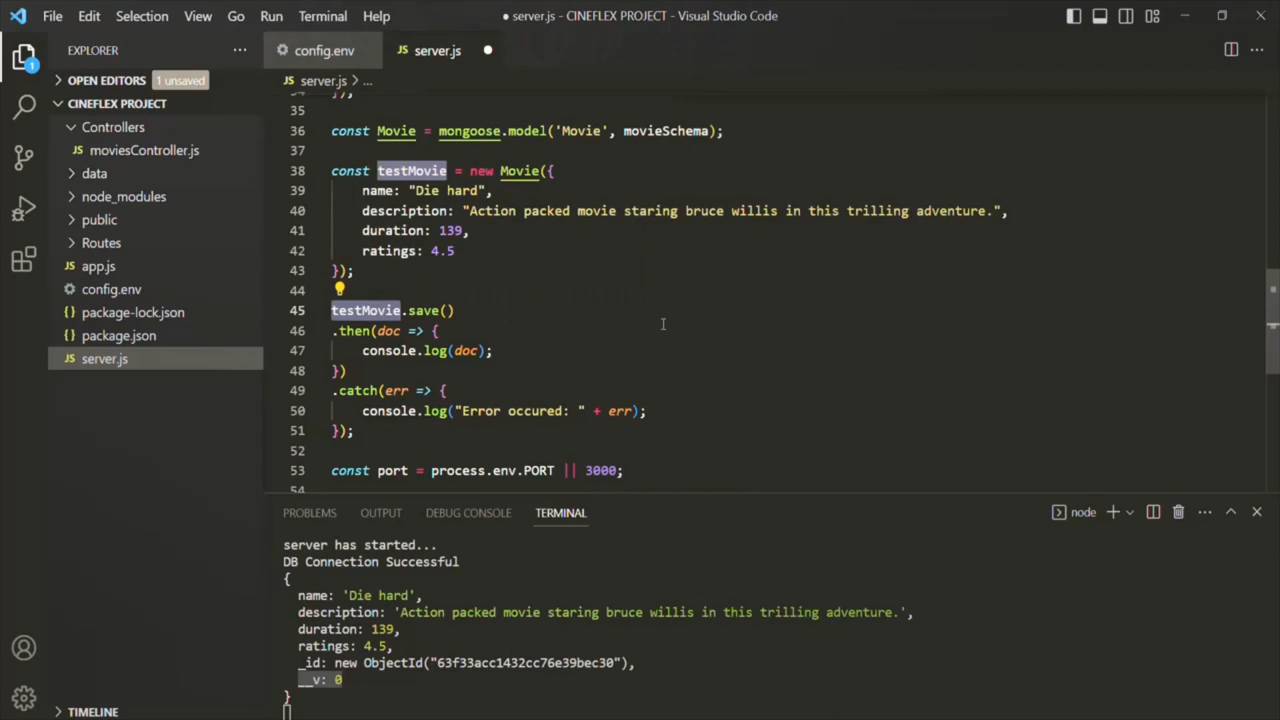 File Edit Selection View Go Run Terminal Help ● server.js - CINEFLEX PROJECT - Visual Studio Code
EXPLORER ··· config.env JS server.js ●
OPEN EDITORS 1 unsaved
JS server.js > ...
CINEFLEX PROJECT
Controllers
JS moviesController.js
data
node_modules
public
Routes
JS app.js
config.env
{} package-lock.json
{} package.json
JS server.js
TIMELINE
1
34 });
35
36 const Movie = mongoose.model('Movie', movieSchema);
37
38 const testMovie = new Movie({
39 name: "Die hard",
40 description: "Action packed movie staring bruce willis in this trilling adventure.",
41 duration: 139,
42 ratings: 4.5
43 });
44
45 testMovie.save()
46 .then(doc => {
47 console.log(doc);
48 })
49 .catch(err => {
50 console.log("Error occured: " + err);
51 });
52
53 const port = process.env.PORT || 3000;
54
PROBLEMS OUTPUT DEBUG CONSOLE TERMINAL node
server has started...
DB Connection Successful
{
name: 'Die hard',
description: 'Action packed movie staring bruce willis in this trilling adventure.',
duration: 139,
ratings: 4.5,
_id: new ObjectId("63f33acc1432cc76e39bec30"),
__v: 0
}